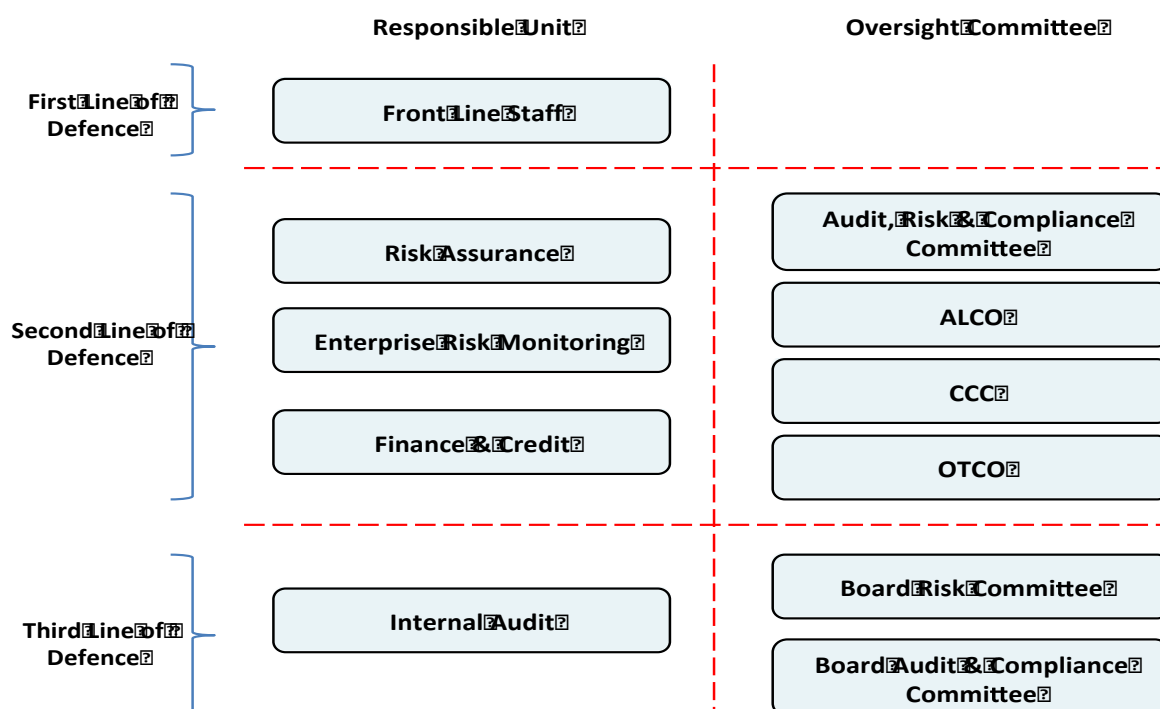 Responsible Unit
Oversight Committee
First Line of
Defence
Front Line Staff
Second Line of
Defence
Risk Assurance
Enterprise Risk Monitoring
Finance & Credit
Audit, Risk & Compliance
Committee
ALCO
CCC
OTCO
Third Line of
Defence
Internal Audit
Board Risk Committee
Board Audit & Compliance
Committee